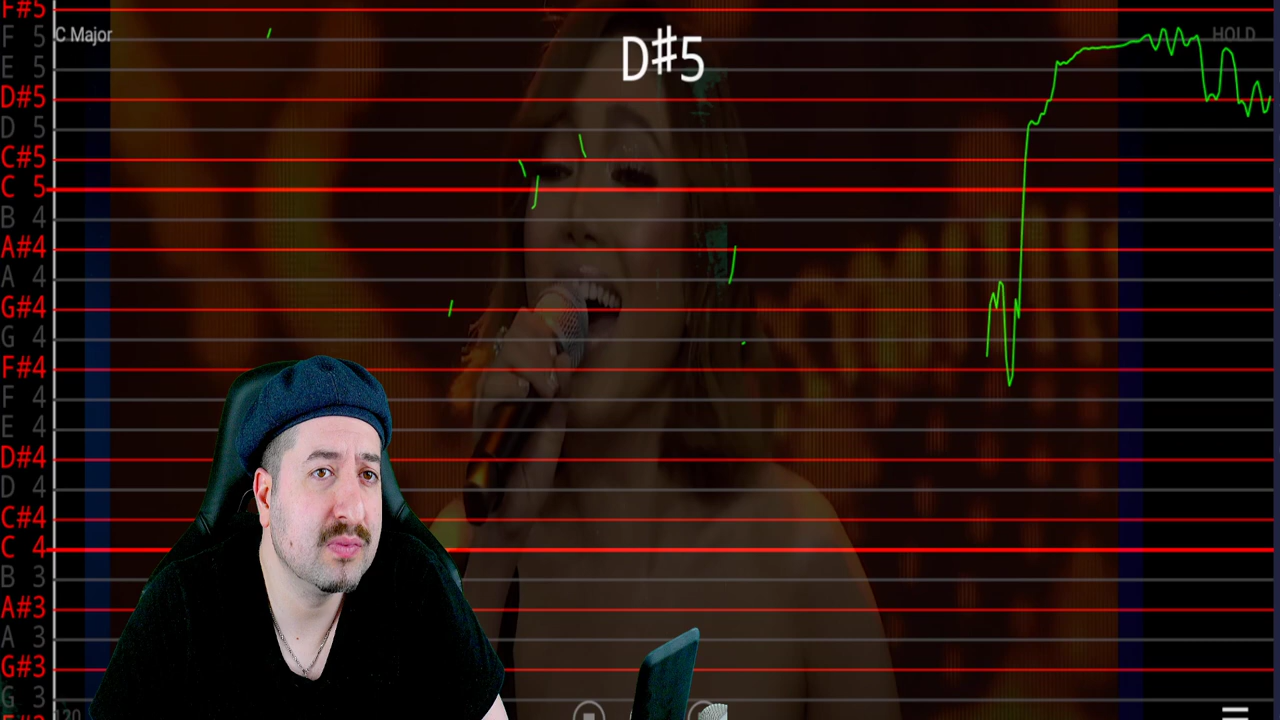 F#5
F 5
C Major
HOLD
D#5
E 5
D#5
D 5
C#5
C 5
B 4
A#4
A 4
G#4
G 4
F#4
F 4
E 4
D#4
D 4
C#4
C 4
B 3
A#3
A 3
G#3
G 3
120